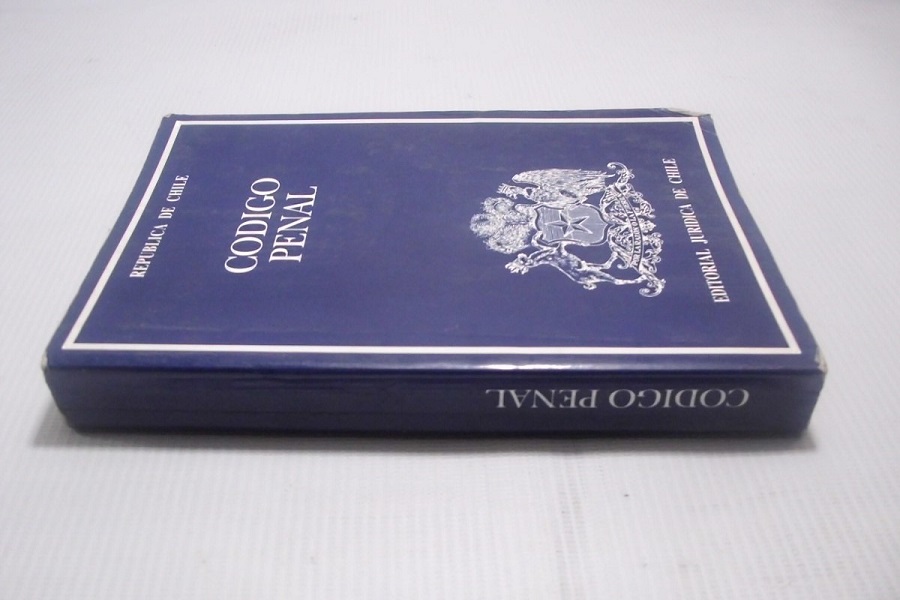 REPUBLICA DE CHILE
CODIGO
PENAL
EDITORIAL JURIDICA DE CHILE
CODIGO PENAL